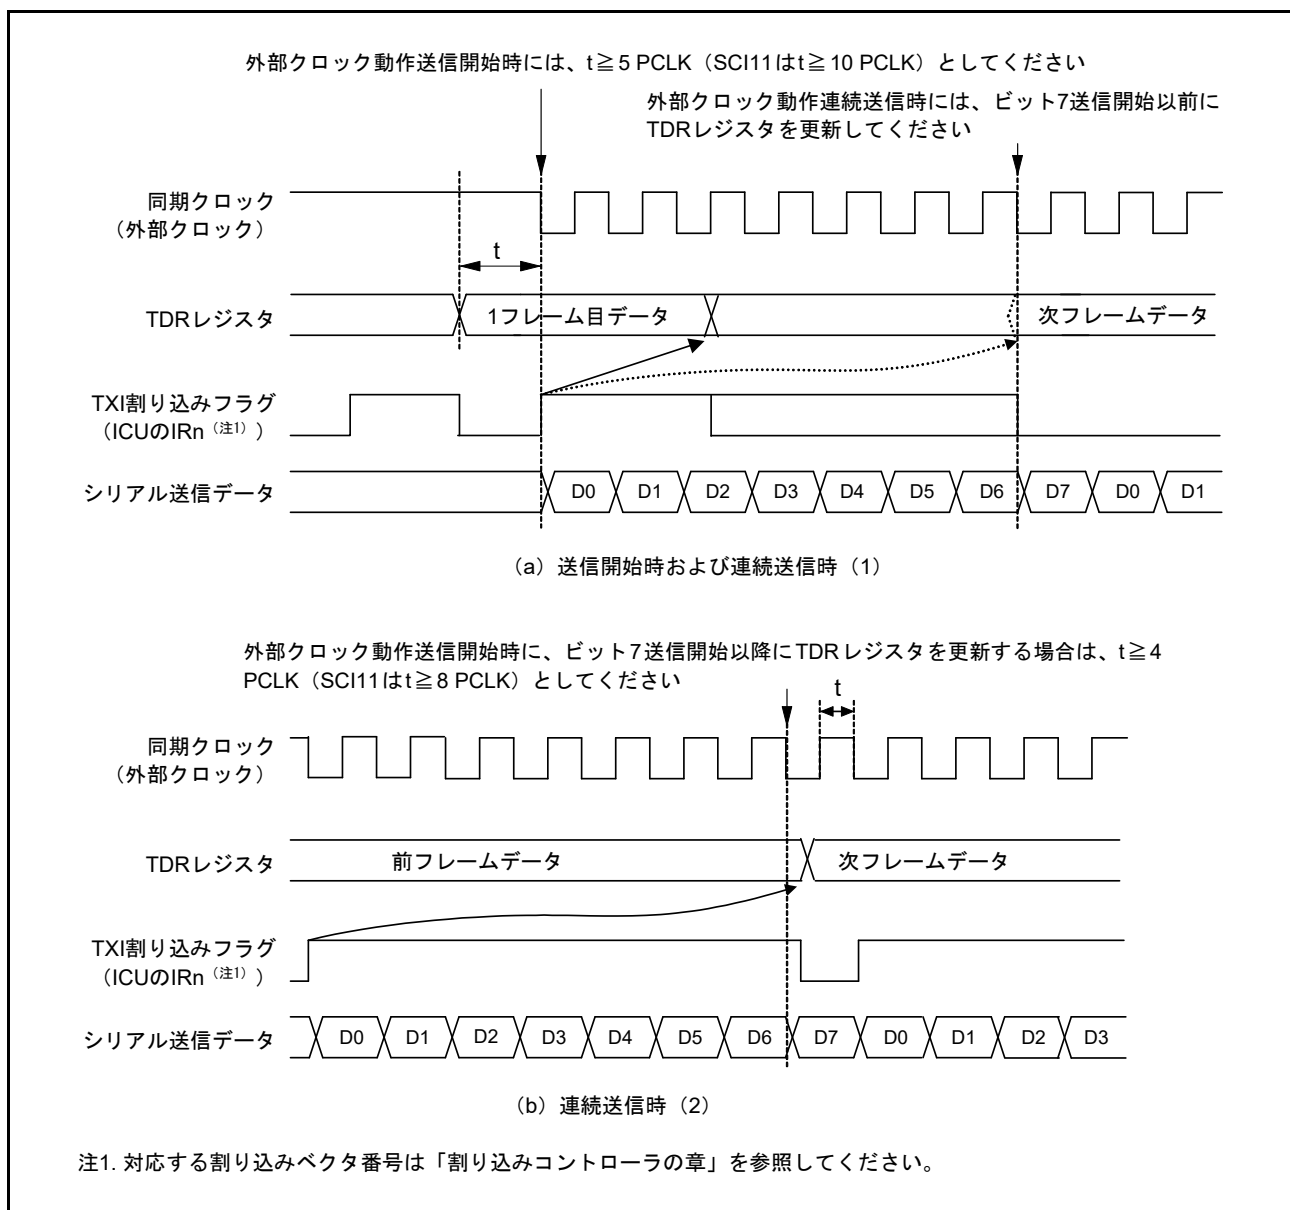 外部クロック動作送信開始時には、t≧5 PCLK（SCI11はt≧10 PCLK）としてください
外部クロック動作連続送信時には、ビット7送信開始以前に
TDRレジスタを更新してください
同期クロック
（外部クロック）
t
TDRレジスタ
1フレーム目データ
次フレームデータ
TXI割り込みフラグ
（ICUのIRn（注1））
シリアル送信データ
D0 D1 D2 D3 D4 D5 D6 D7 D0 D1
（a）送信開始時および連続送信時（1）
外部クロック動作送信開始時に、ビット7送信開始以降にTDRレジスタを更新する場合は、t≧4
PCLK（SCI11はt≧8 PCLK）としてください
t
同期クロック
（外部クロック）
TDRレジスタ
前フレームデータ
次フレームデータ
TXI割り込みフラグ
（ICUのIRn（注1））
シリアル送信データ
D0 D1 D2 D3 D4 D5 D6 D7 D0 D1 D2 D3
（b）連続送信時（2）
注1. 対応する割り込みベクタ番号は「割り込みコントローラの章」を参照してください。